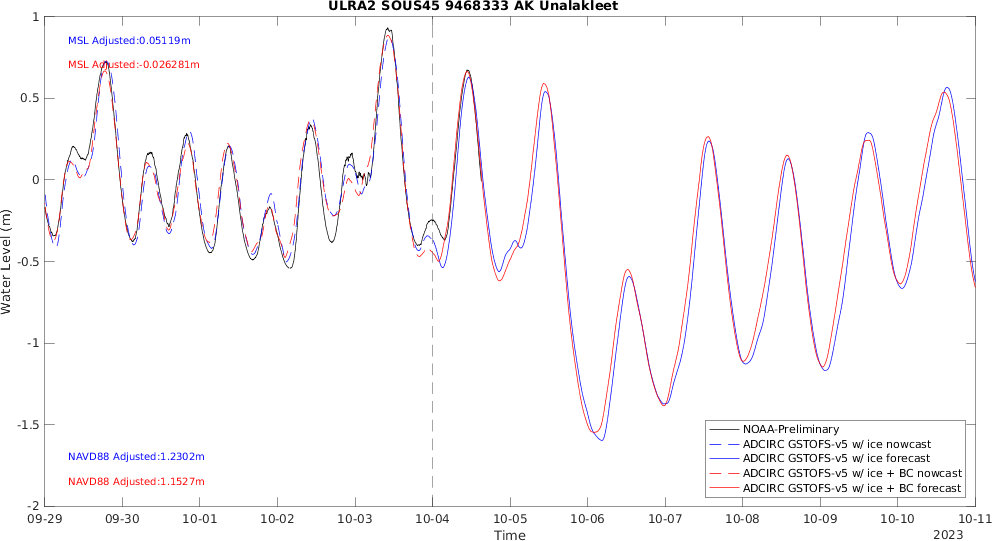 ULRA2 SOUS45 9468333 AK Unalakleet
MSL Adjusted:0.05119m
MSL Adjusted:-0.026281m
NAVD88 Adjusted:1.2302m
NAVD88 Adjusted:1.1527m
Water Level (m)
1
0.5
0
-0.5
-1
-1.5
-2
NOAA-Preliminary
ADCIRC GSTOFS-v5 w/ ice nowcast
ADCIRC GSTOFS-v5 w/ ice forecast
ADCIRC GSTOFS-v5 w/ ice + BC nowcast
ADCIRC GSTOFS-v5 w/ ice + BC forecast
09-29 09-30 10-01 10-02 10-03 10-04 10-05 10-06 10-07 10-08 10-09 10-10 10-11
Time
2023